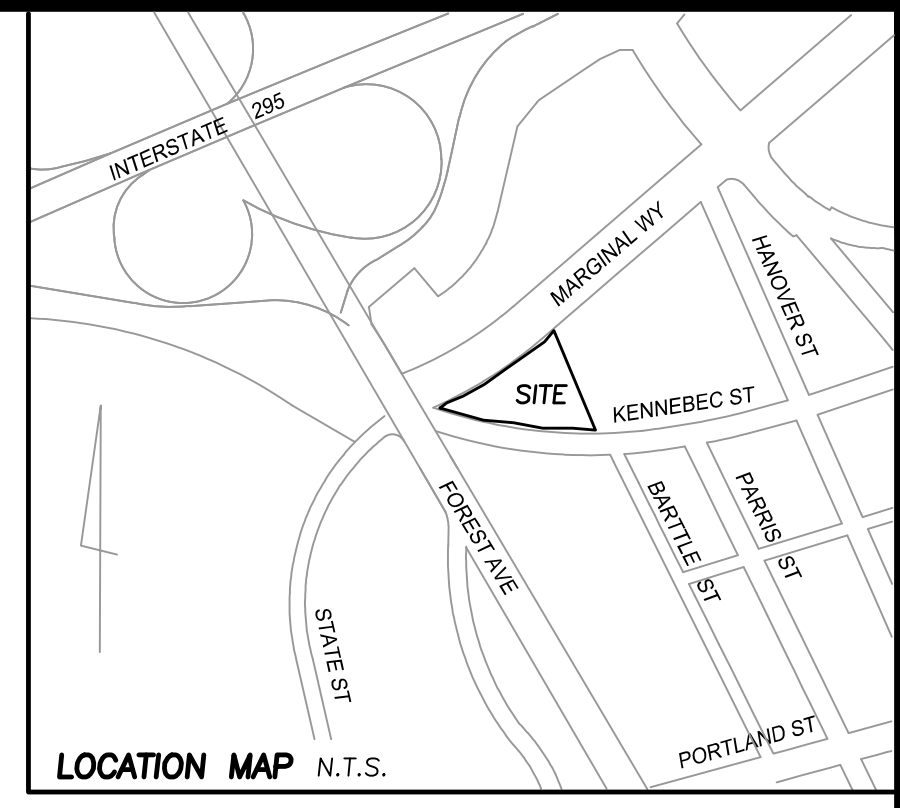 INTERSTATE 295
MARGINAL WY
HANOVER ST
SITE
KENNEBEC ST
FOREST AVE
BARTTLE ST
PARRIS ST
STATE ST
PORTLAND ST
LOCATION MAP N.T.S.